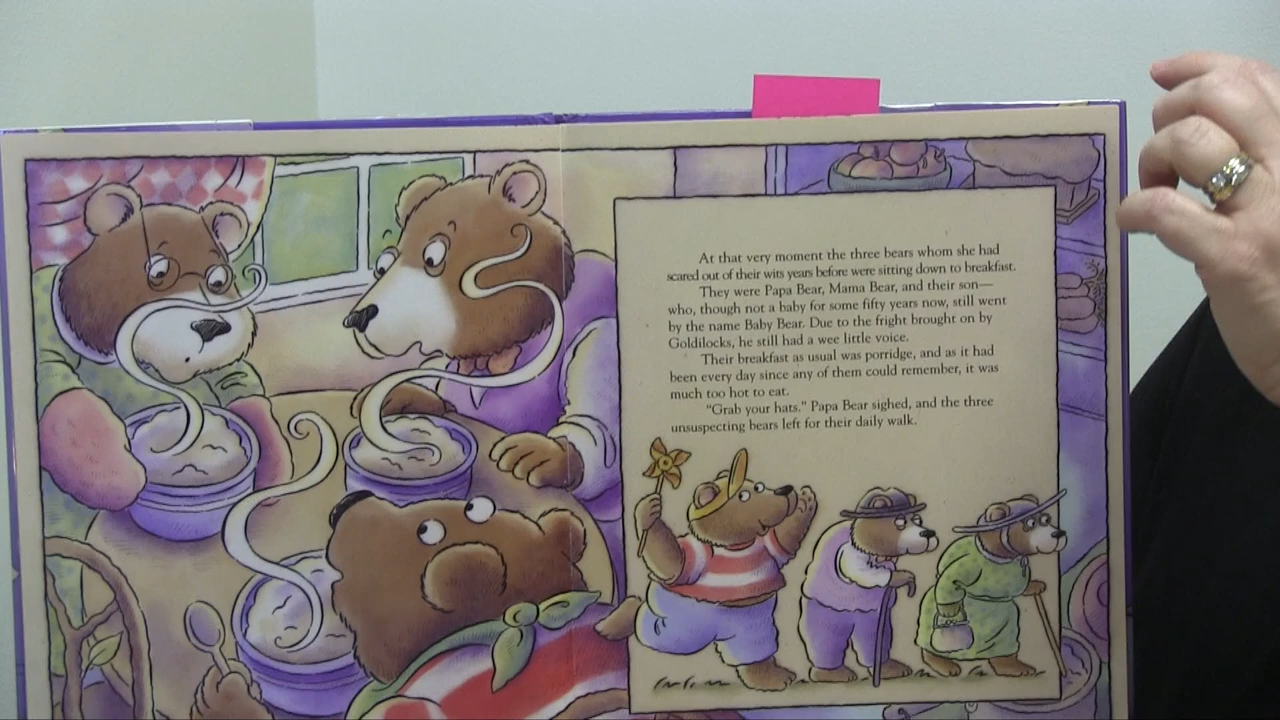 At that very moment the three bears whom she had
scared out of their wits years before were sitting down to breakfast.
They were Papa Bear, Mama Bear, and their son—
who, though not a baby for some fifty years now, still went
by the name Baby Bear. Due to the fright brought on by
Goldilocks, he still had a wee little voice.
Their breakfast as usual was porridge, and as it had
been every day since any of them could remember, it was
much too hot to eat.
“Grab your hats.” Papa Bear sighed, and the three
unsuspecting bears left for their daily walk.